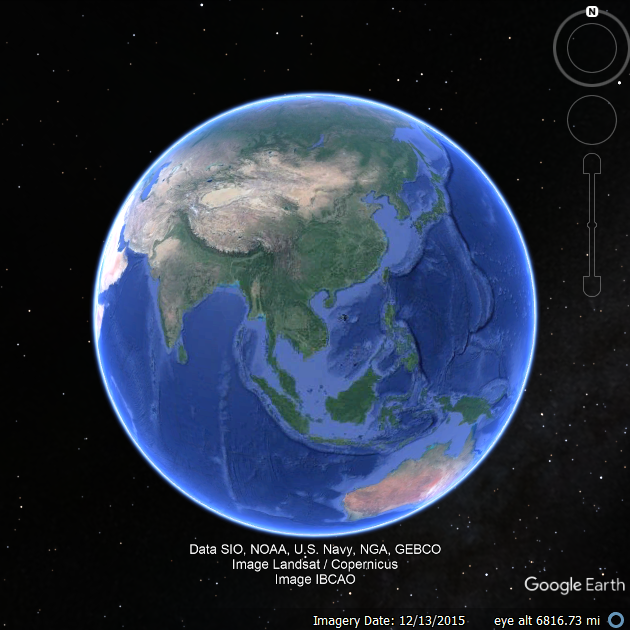 N
Data SIO, NOAA, U.S. Navy, NGA, GEBCO
Image Landsat / Copernicus
Image IBCAO
Google Earth
Imagery Date: 12/13/2015 eye alt 6816.73 mi